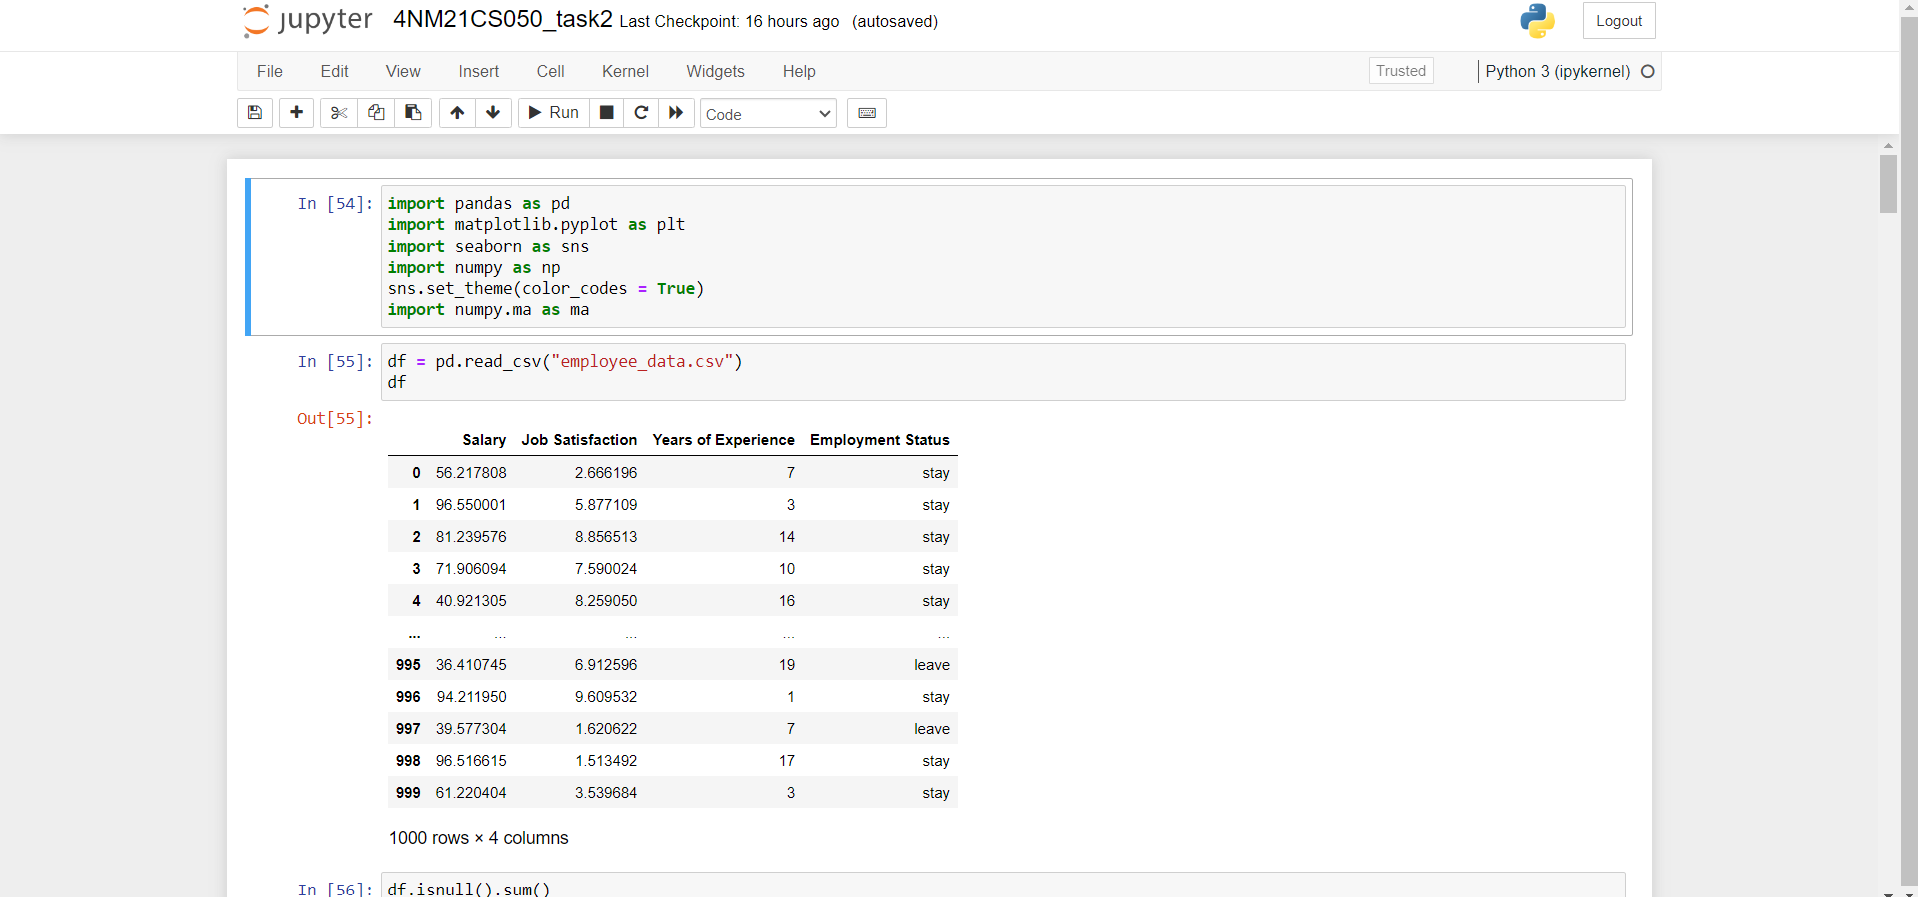 jupyter 4NM21CS050_task2 Last Checkpoint: 16 hours ago (autosaved) Logout
File Edit View Insert Cell Kernel Widgets Help Trusted Python 3 (ipykernel)
Run Code
In [54]: import pandas as pd
import matplotlib.pyplot as plt
import seaborn as sns
import numpy as np
sns.set_theme(color_codes = True)
import numpy.ma as ma
In [55]: df = pd.read_csv("employee_data.csv")
df
Out[55]:
Salary Job Satisfaction Years of Experience Employment Status
0 56.217808 2.666196 7 stay
1 96.550001 5.877109 3 stay
2 81.239576 8.856513 14 stay
3 71.906094 7.590024 10 stay
4 40.921305 8.259050 16 stay
... ... ... ... ...
995 36.410745 6.912596 19 leave
996 94.211950 9.609532 1 stay
997 39.577304 1.620622 7 leave
998 96.516615 1.513492 17 stay
999 61.220404 3.539684 3 stay
1000 rows × 4 columns
In [56]: df.isnull().sum()